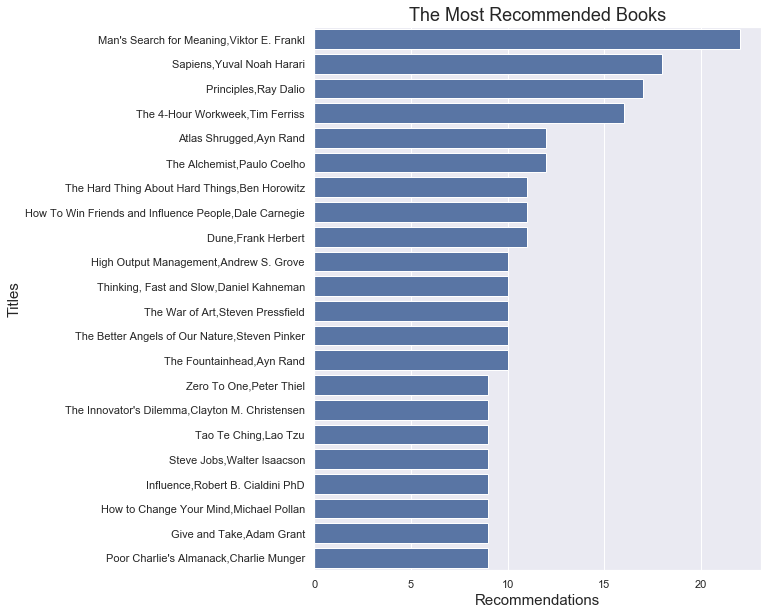 The Most Recommended Books
Titles
Man's Search for Meaning,Viktor E. Frankl
Sapiens,Yuval Noah Harari
Principles,Ray Dalio
The 4-Hour Workweek,Tim Ferriss
Atlas Shrugged,Ayn Rand
The Alchemist,Paulo Coelho
The Hard Thing About Hard Things,Ben Horowitz
How To Win Friends and Influence People,Dale Carnegie
Dune,Frank Herbert
High Output Management,Andrew S. Grove
Thinking, Fast and Slow,Daniel Kahneman
The War of Art,Steven Pressfield
The Better Angels of Our Nature,Steven Pinker
The Fountainhead,Ayn Rand
Zero To One,Peter Thiel
The Innovator's Dilemma,Clayton M. Christensen
Tao Te Ching,Lao Tzu
Steve Jobs,Walter Isaacson
Influence,Robert B. Cialdini PhD
How to Change Your Mind,Michael Pollan
Give and Take,Adam Grant
Poor Charlie's Almanack,Charlie Munger
0 5 10 15 20
Recommendations